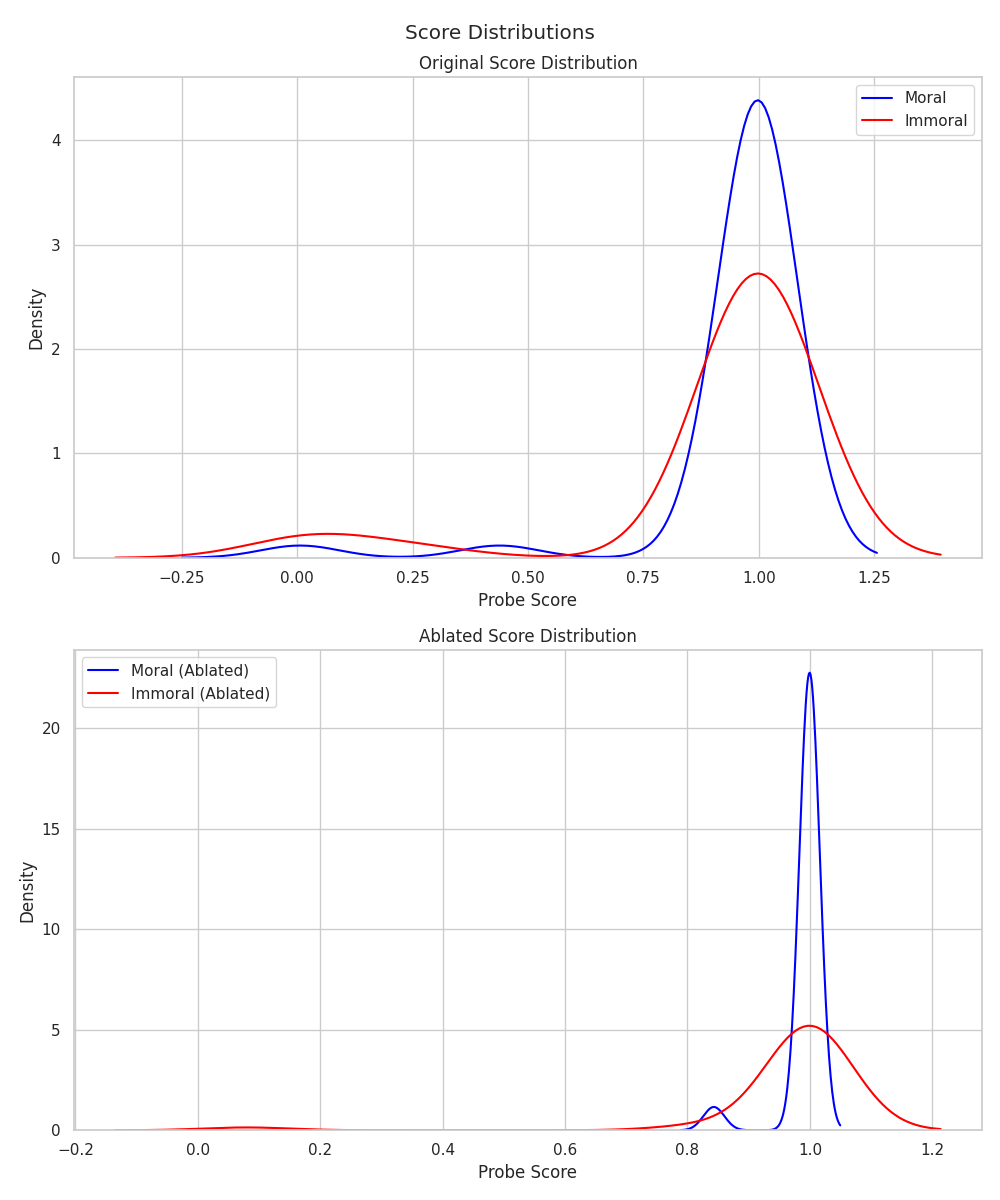 Score Distributions
Original Score Distribution
Moral
Immoral
4
3
2
1
0
Density
−0.25
0.00
0.25
0.50
0.75
1.00
1.25
Probe Score
Ablated Score Distribution
Moral (Ablated)
Immoral (Ablated)
20
15
10
5
0
Density
−0.2
0.0
0.2
0.4
0.6
0.8
1.0
1.2
Probe Score